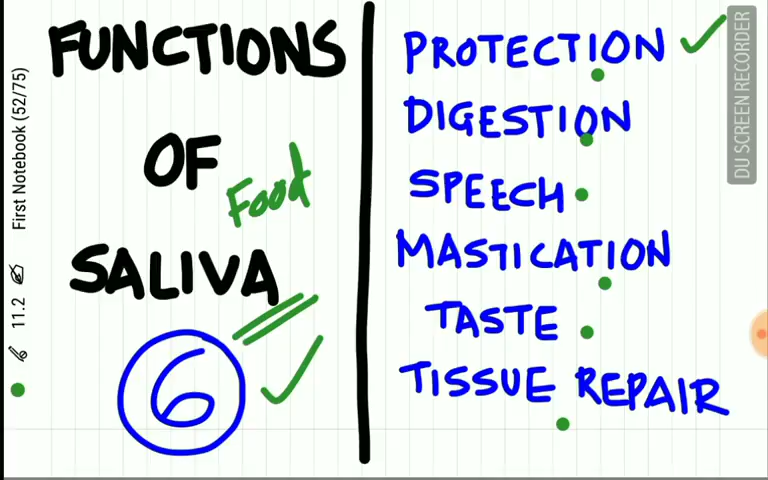 FUNCTIONS
OF
Food
SALIVA
6
PROTECTION
DIGESTION
SPEECH
MASTICATION
TASTE
TISSUE REPAIR
First Notebook (52/75)
11.2
DU SCREEN RECORDER